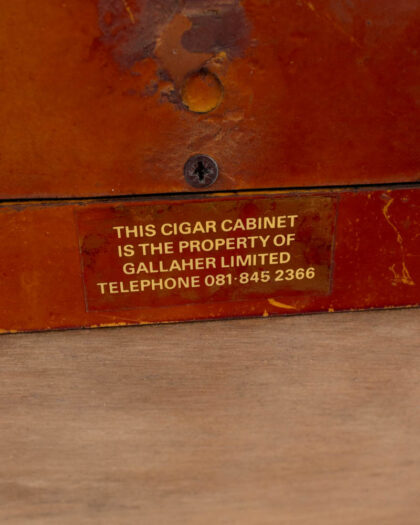 THIS CIGAR CABINET
IS THE PROPERTY OF
GALLAHER LIMITED
TELEPHONE 081·845 2366